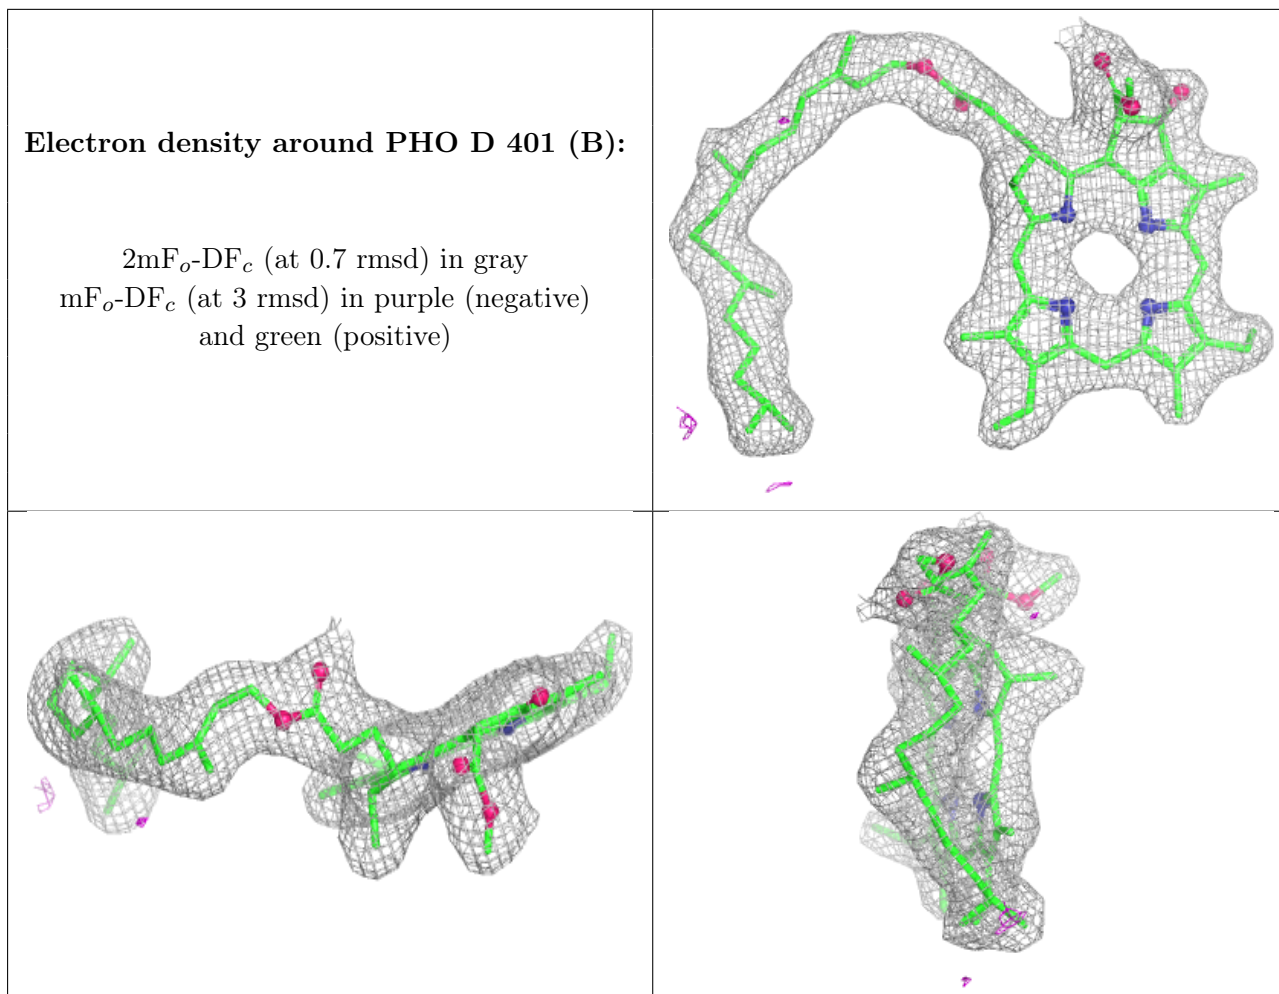 Electron density around PHO D 401 (B):
2mFo-DFc (at 0.7 rmsd) in gray
mFo-DFc (at 3 rmsd) in purple (negative)
and green (positive)